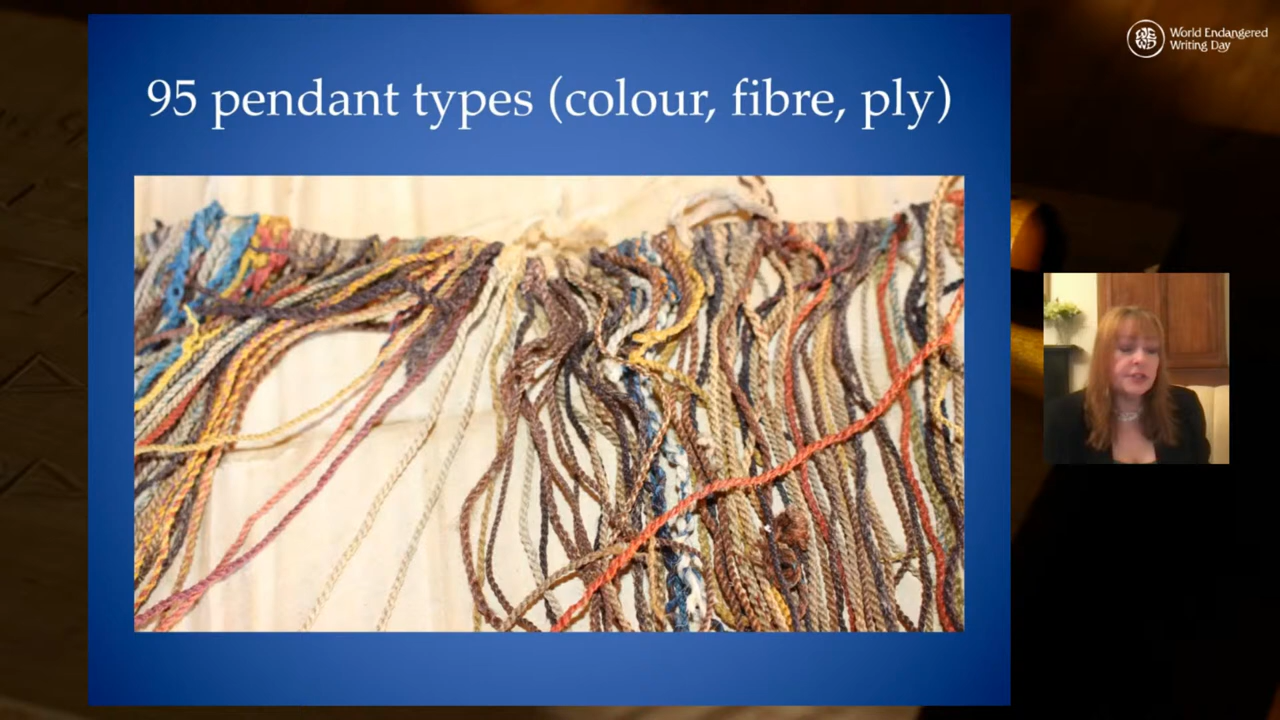 95 pendant types (colour, fibre, ply)
World Endangered
Writing Day